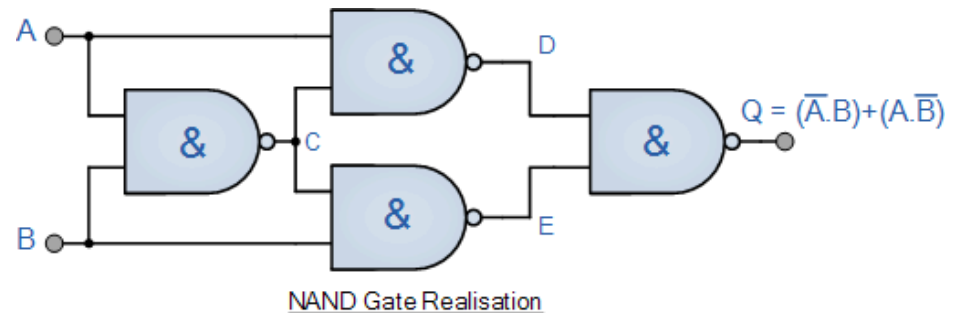 A
&
D
&
C
&
Q = (A̅.B)+(A.B̅)
&
B
E
NAND Gate Realisation